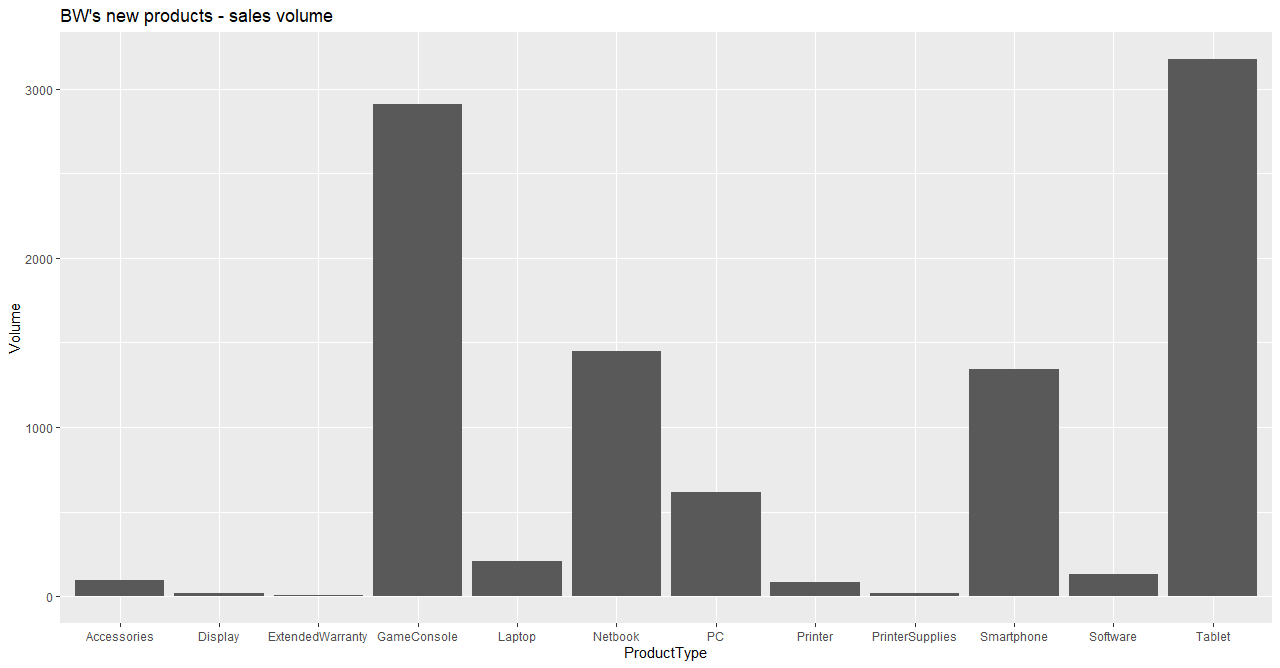 BW's new products - sales volume
Volume
3000
2000
1000
0
Accessories Display ExtendedWarranty GameConsole Laptop Netbook PC Printer PrinterSupplies Smartphone Software Tablet
ProductType